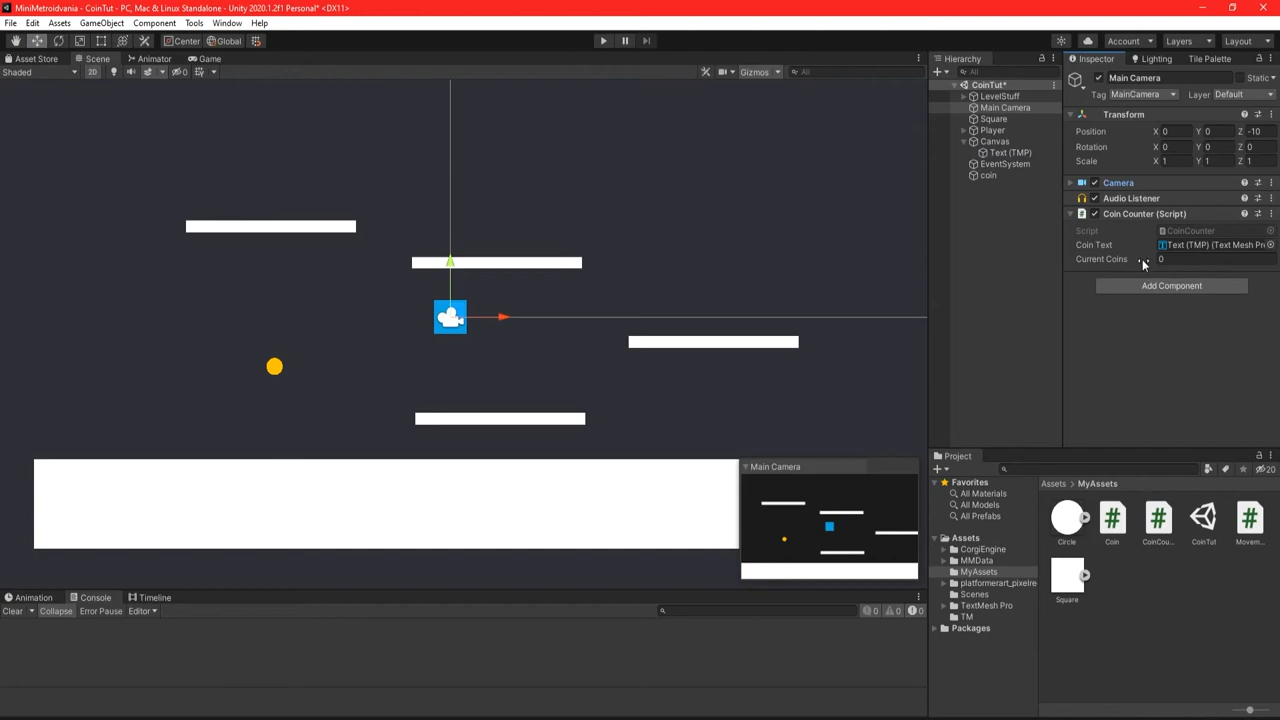 MiniMetroidvania - CoinTut - PC, Mac & Linux Standalone - Unity 2020.1.2f1 Personal* <DX11>
File Edit Assets GameObject Component Tools Window Help
Center Global Account Layers Layout
Asset Store Scene Animator Game
Shaded 2D 0 Gizmos All
Hierarchy
All
CoinTut*
LevelStuff
Main Camera
Square
Player
Canvas
Text (TMP)
EventSystem
coin
Inspector Lighting Tile Palette
Main Camera Static
Tag MainCamera Layer Default
Transform
Position X 0 Y 0 Z -10
Rotation X 0 Y 0 Z 0
Scale X 1 Y 1 Z 1
Camera
Audio Listener
Coin Counter (Script)
Script CoinCounter
Coin Text Text (TMP) (Text Mesh Pro
Current Coins 0
Add Component
Main Camera
Project
20
Favorites
All Materials
All Models
All Prefabs
Assets
CorgiEngine
MMData
MyAssets
platformerart_pixelre
Scenes
TextMesh Pro
TM
Packages
Assets > MyAssets
Circle Coin CoinCou... CoinTut Movem...
Square
Animation Console Timeline
Clear Collapse Error Pause Editor 0 0 0